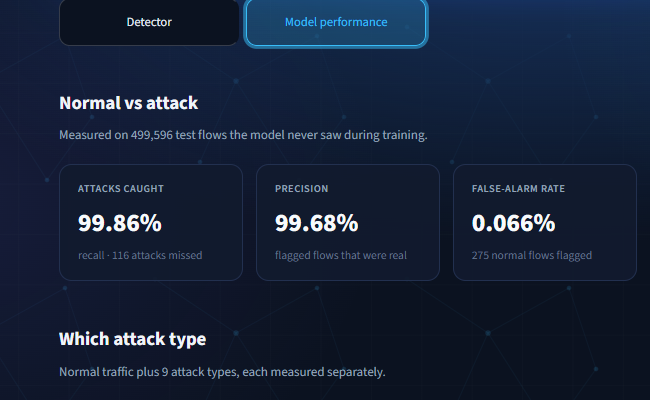 Detector
Model performance
Normal vs attack
Measured on 499,596 test flows the model never saw during training.
ATTACKS CAUGHT
99.86%
recall · 116 attacks missed
PRECISION
99.68%
flagged flows that were real
FALSE-ALARM RATE
0.066%
275 normal flows flagged
Which attack type
Normal traffic plus 9 attack types, each measured separately.